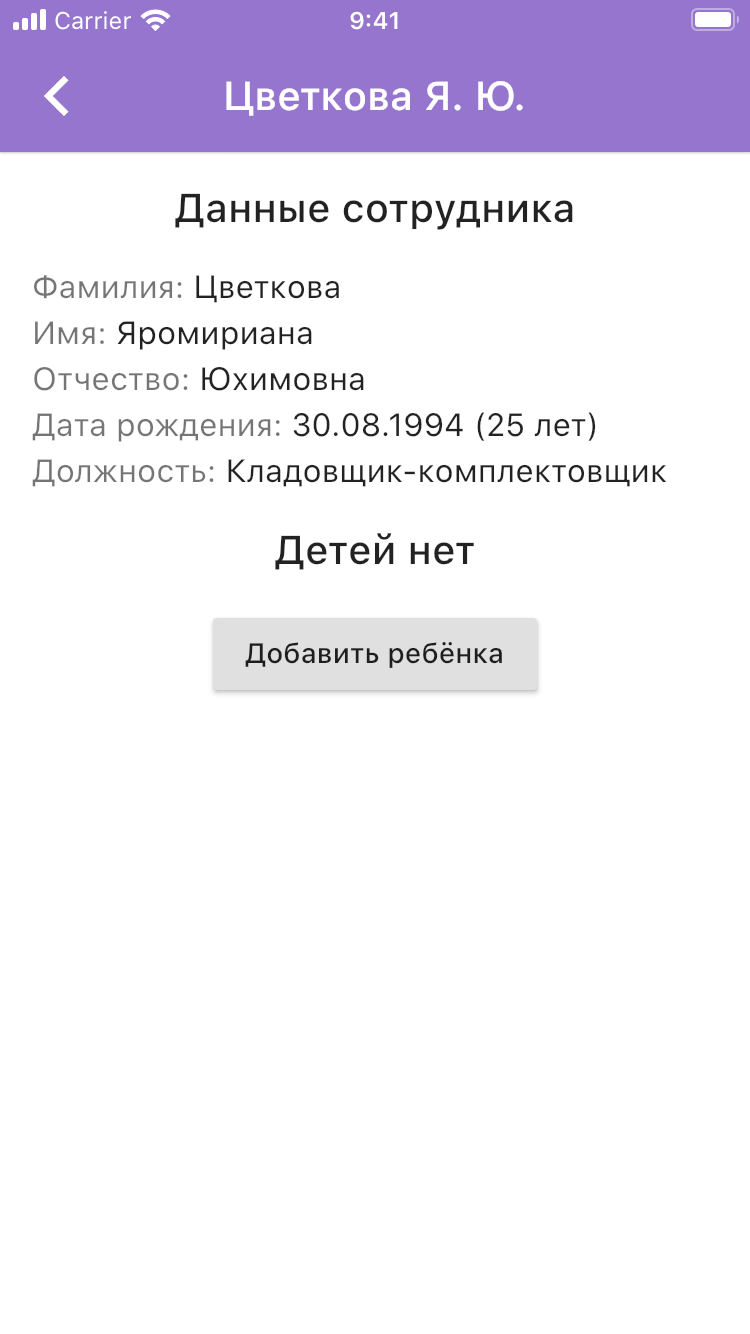 Carrier 9:41
Цветкова Я. Ю.
Данные сотрудника
Фамилия: Цветкова
Имя: Яромириана
Отчество: Юхимовна
Дата рождения: 30.08.1994 (25 лет)
Должность: Кладовщик-комплектовщик
Детей нет
Добавить ребёнка